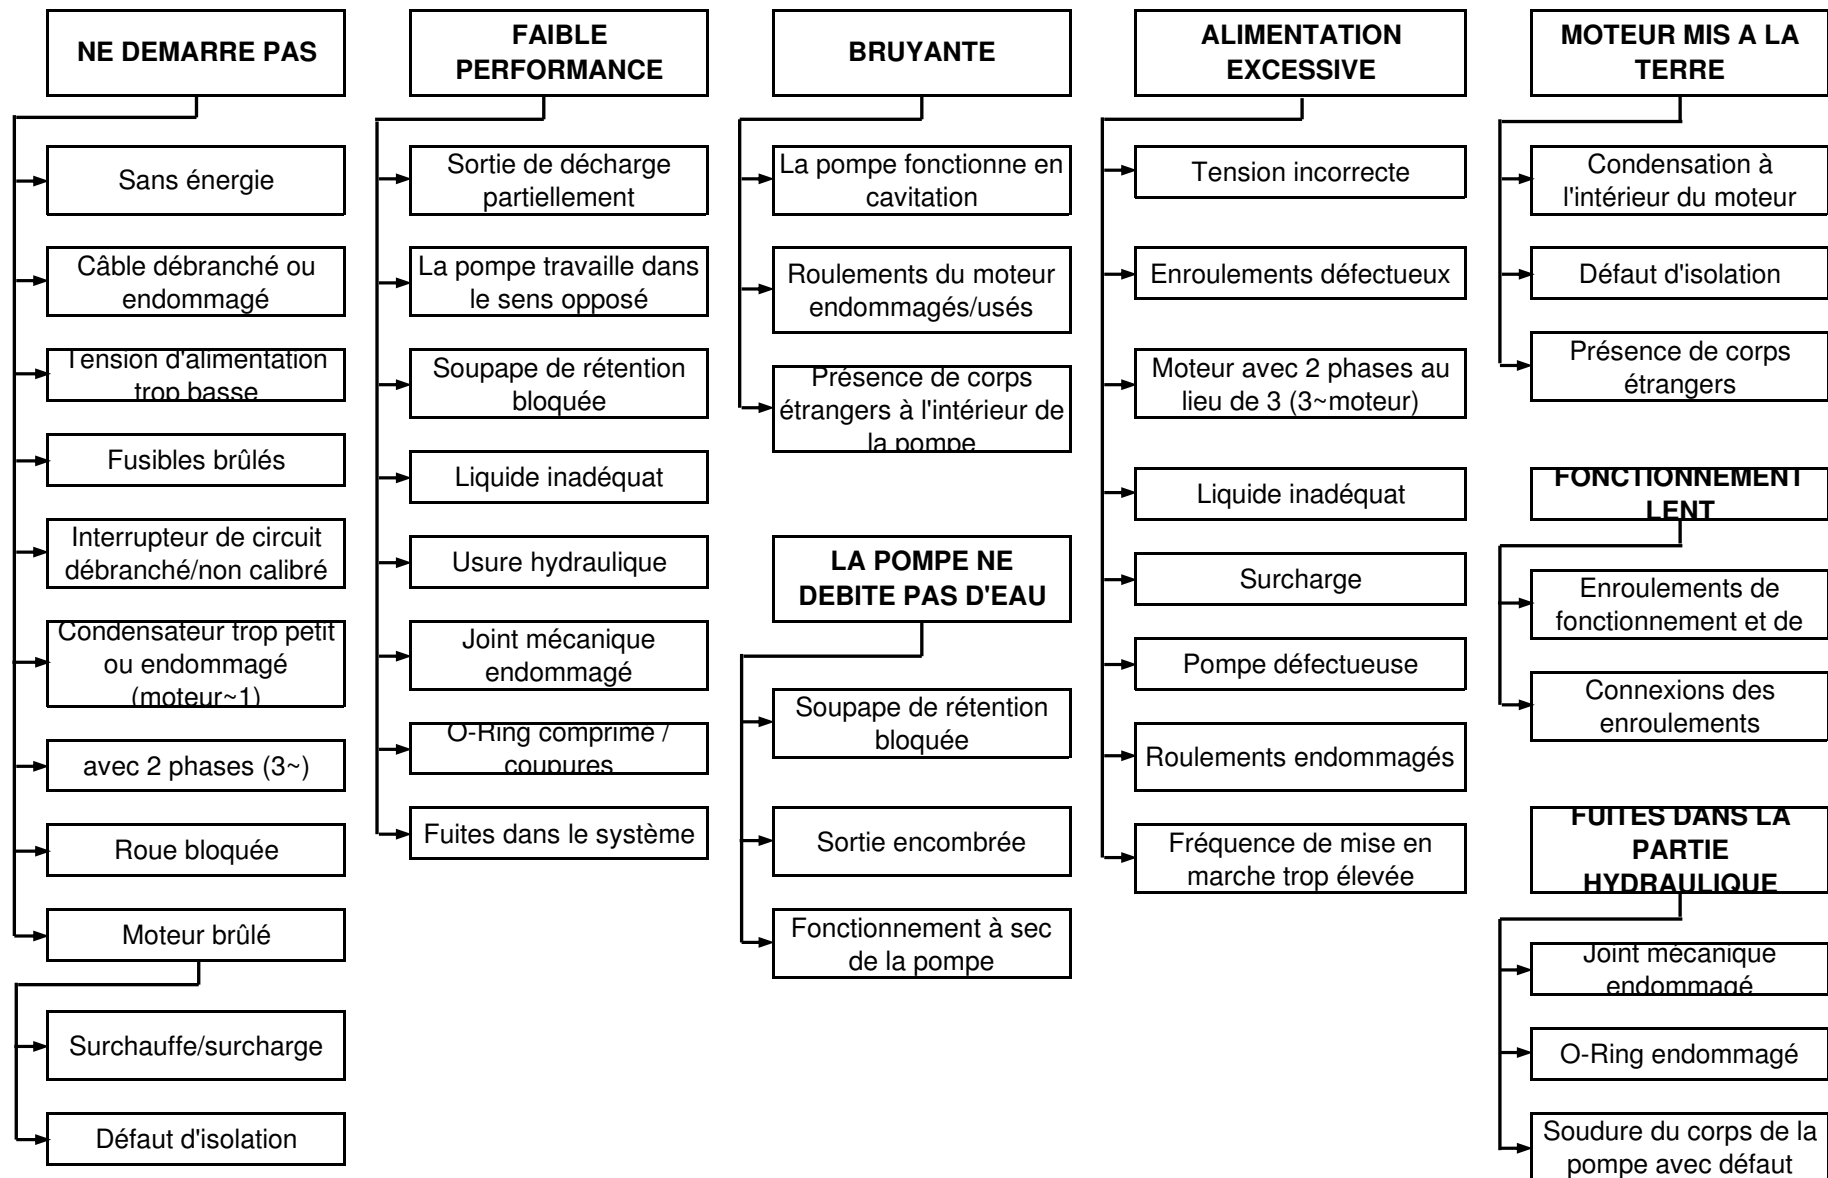 NE DEMARRE PAS
Sans énergie
Câble débranché ou
endommagé
Tension d'alimentation
trop basse
Fusibles brûlés
Interrupteur de circuit
débranché/non calibré
Condensateur trop petit
ou endommagé
(moteur~1)
avec 2 phases (3~)
Roue bloquée
Moteur brûlé
Surchauffe/surcharge
Défaut d'isolation
FAIBLE
PERFORMANCE
Sortie de décharge
partiellement
La pompe travaille dans
le sens opposé
Soupape de rétention
bloquée
Liquide inadéquat
Usure hydraulique
Joint mécanique
endommagé
O-Ring comprimé /
coupures
Fuites dans le système
BRUYANTE
La pompe fonctionne en
cavitation
Roulements du moteur
endommagés/usés
Présence de corps
étrangers à l'intérieur de
la pompe
LA POMPE NE
DEBITE PAS D'EAU
Soupape de rétention
bloquée
Sortie encombrée
Fonctionnement à sec
de la pompe
ALIMENTATION
EXCESSIVE
Tension incorrecte
Enroulements défectueux
Moteur avec 2 phases au
lieu de 3 (3~moteur)
Liquide inadéquat
Surcharge
Pompe défectueuse
Roulements endommagés
Fréquence de mise en
marche trop élevée
MOTEUR MIS A LA
TERRE
Condensation à
l'intérieur du moteur
Défaut d'isolation
Présence de corps
étrangers
FONCTIONNEMENT
LENT
Enroulements de
fonctionnement et de
Connexions des
enroulements
FUITES DANS LA
PARTIE
HYDRAULIQUE
Joint mécanique
endommagé
O-Ring endommagé
Soudure du corps de la
pompe avec défaut